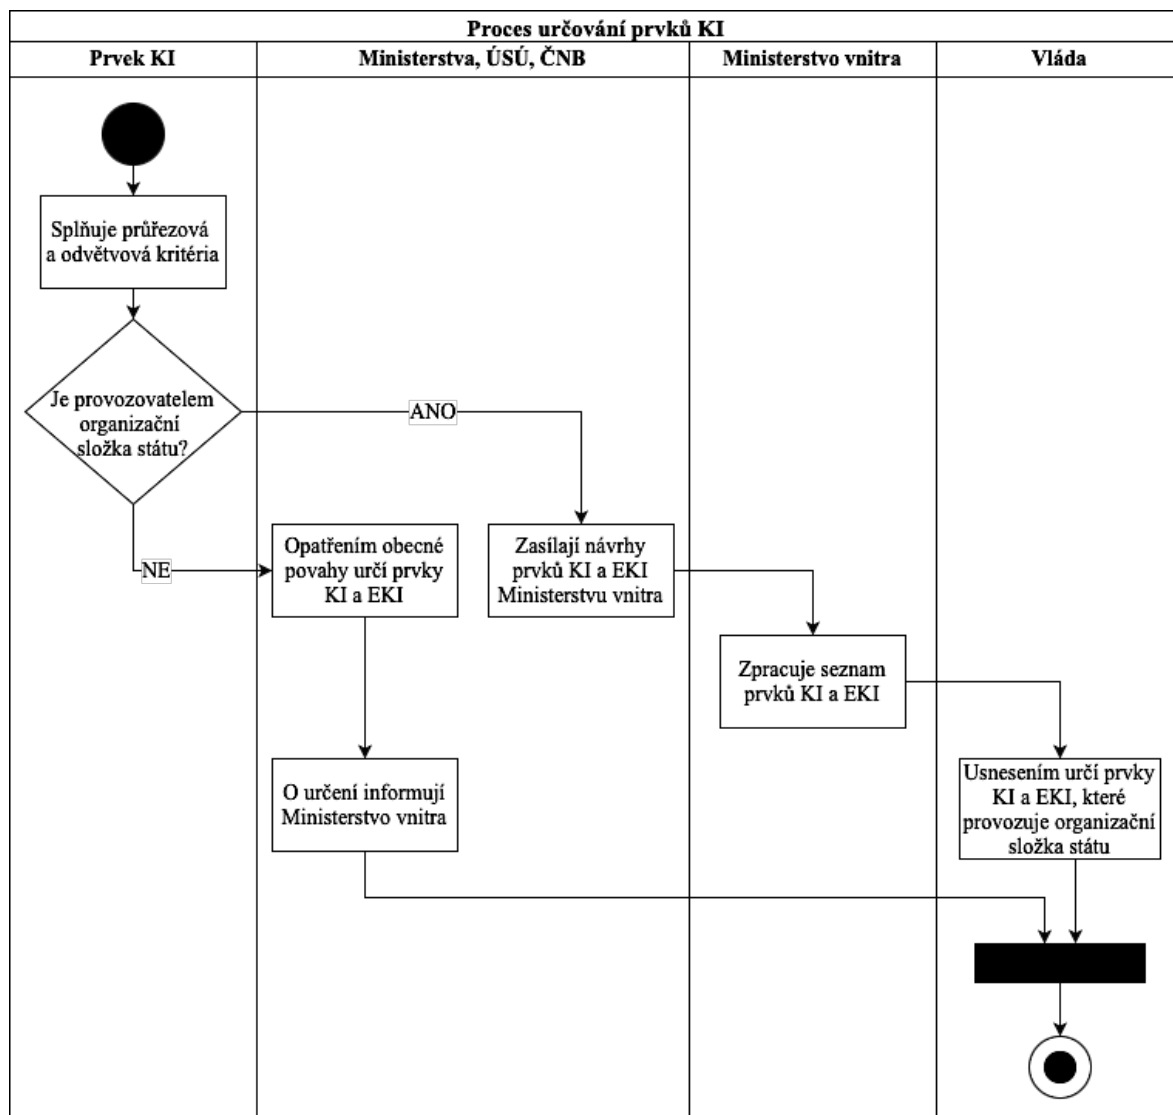 Proces určování prvků KI
Prvek KI
Ministerstva, ÚSÚ, ČNB
Ministerstvo vnitra
Vláda
Splňuje průřezová
a odvětvová kritéria
Je provozovatelem
organizační
složka státu?
ANO
NE
Opatřením obecné
povahy určí prvky
KI a EKI
Zasílají návrhy
prvků KI a EKI
Ministerstvu vnitra
Zpracuje seznam
prvků KI a EKI
O určení informují
Ministerstvo vnitra
Usnesením určí prvky
KI a EKI, které
provozuje organizační
složka státu